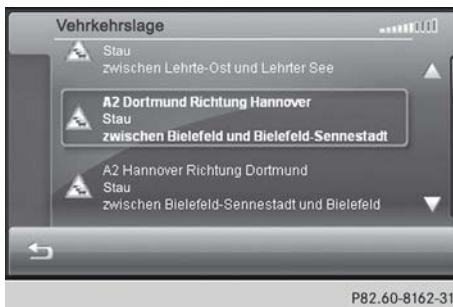 Vehrkehrslage
Stau
zwischen Lehrte-Ost und Lehrter See
A2 Dortmund Richtung Hannover
Stau
zwischen Bielefeld und Bielefeld-Sennestadt
A2 Hannover Richtung Dortmund
Stau
zwischen Bielefeld-Sennestadt und Bielefeld
P82.60-8162-31